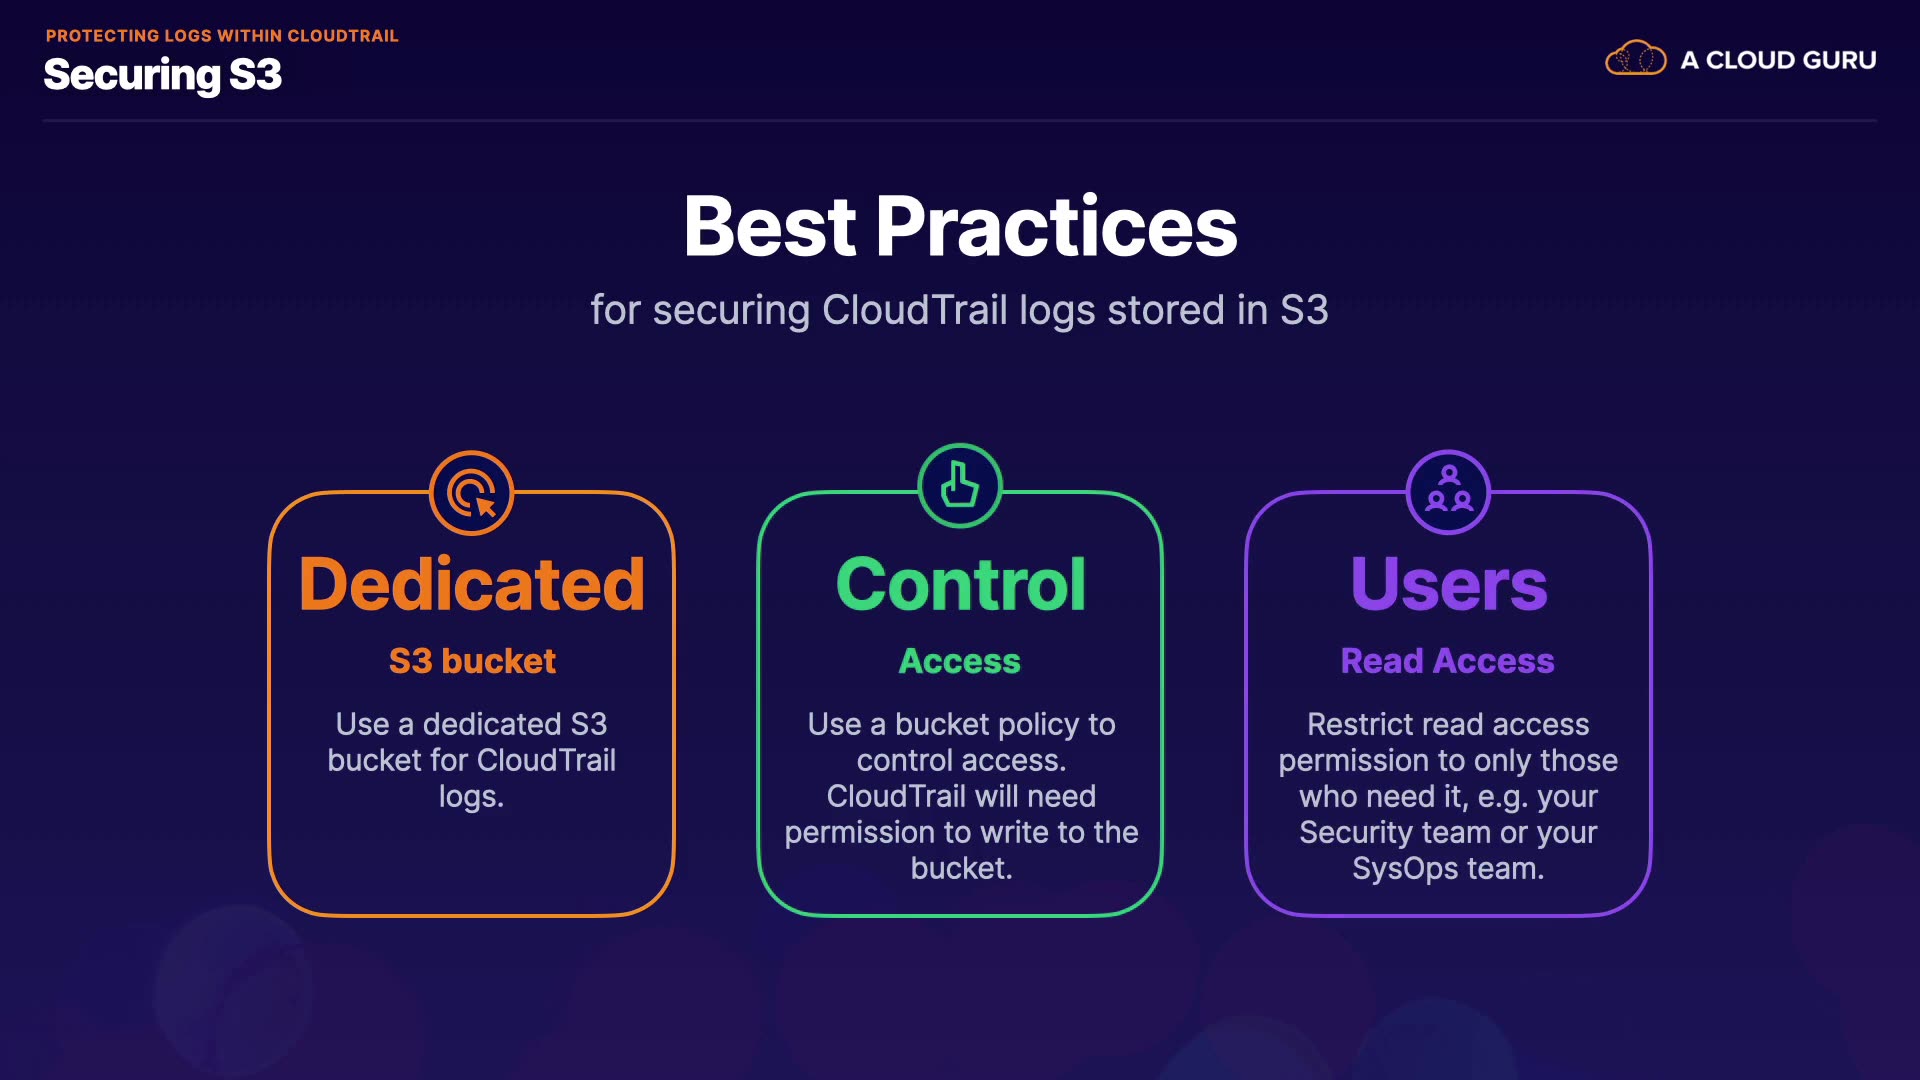 PROTECTING LOGS WITHIN CLOUDTRAIL
Securing S3
A CLOUD GURU
Best Practices
for securing CloudTrail logs stored in S3
Dedicated
S3 bucket
Use a dedicated S3
bucket for CloudTrail
logs.
Control
Access
Use a bucket policy to
control access.
CloudTrail will need
permission to write to the
bucket.
Users
Read Access
Restrict read access
permission to only those
who need it, e.g. your
Security team or your
SysOps team.